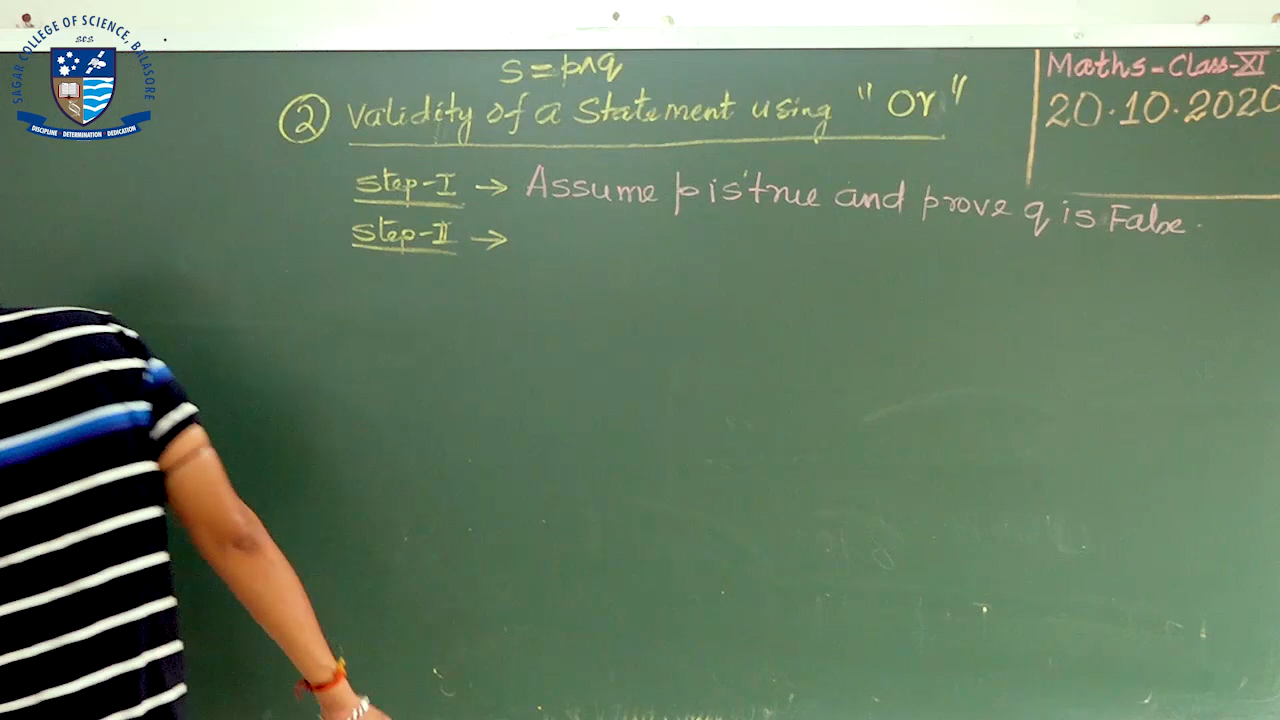 SAGAR COLLEGE OF SCIENCE, BALASORE
scs
DISCIPLINE · DETERMINATION · DEDICATION
Maths - Class - XI
20.10.2020
S = p∧q
② Validity of a Statement using "Or"
Step-I → Assume p is true and prove q is False.
Step-II →